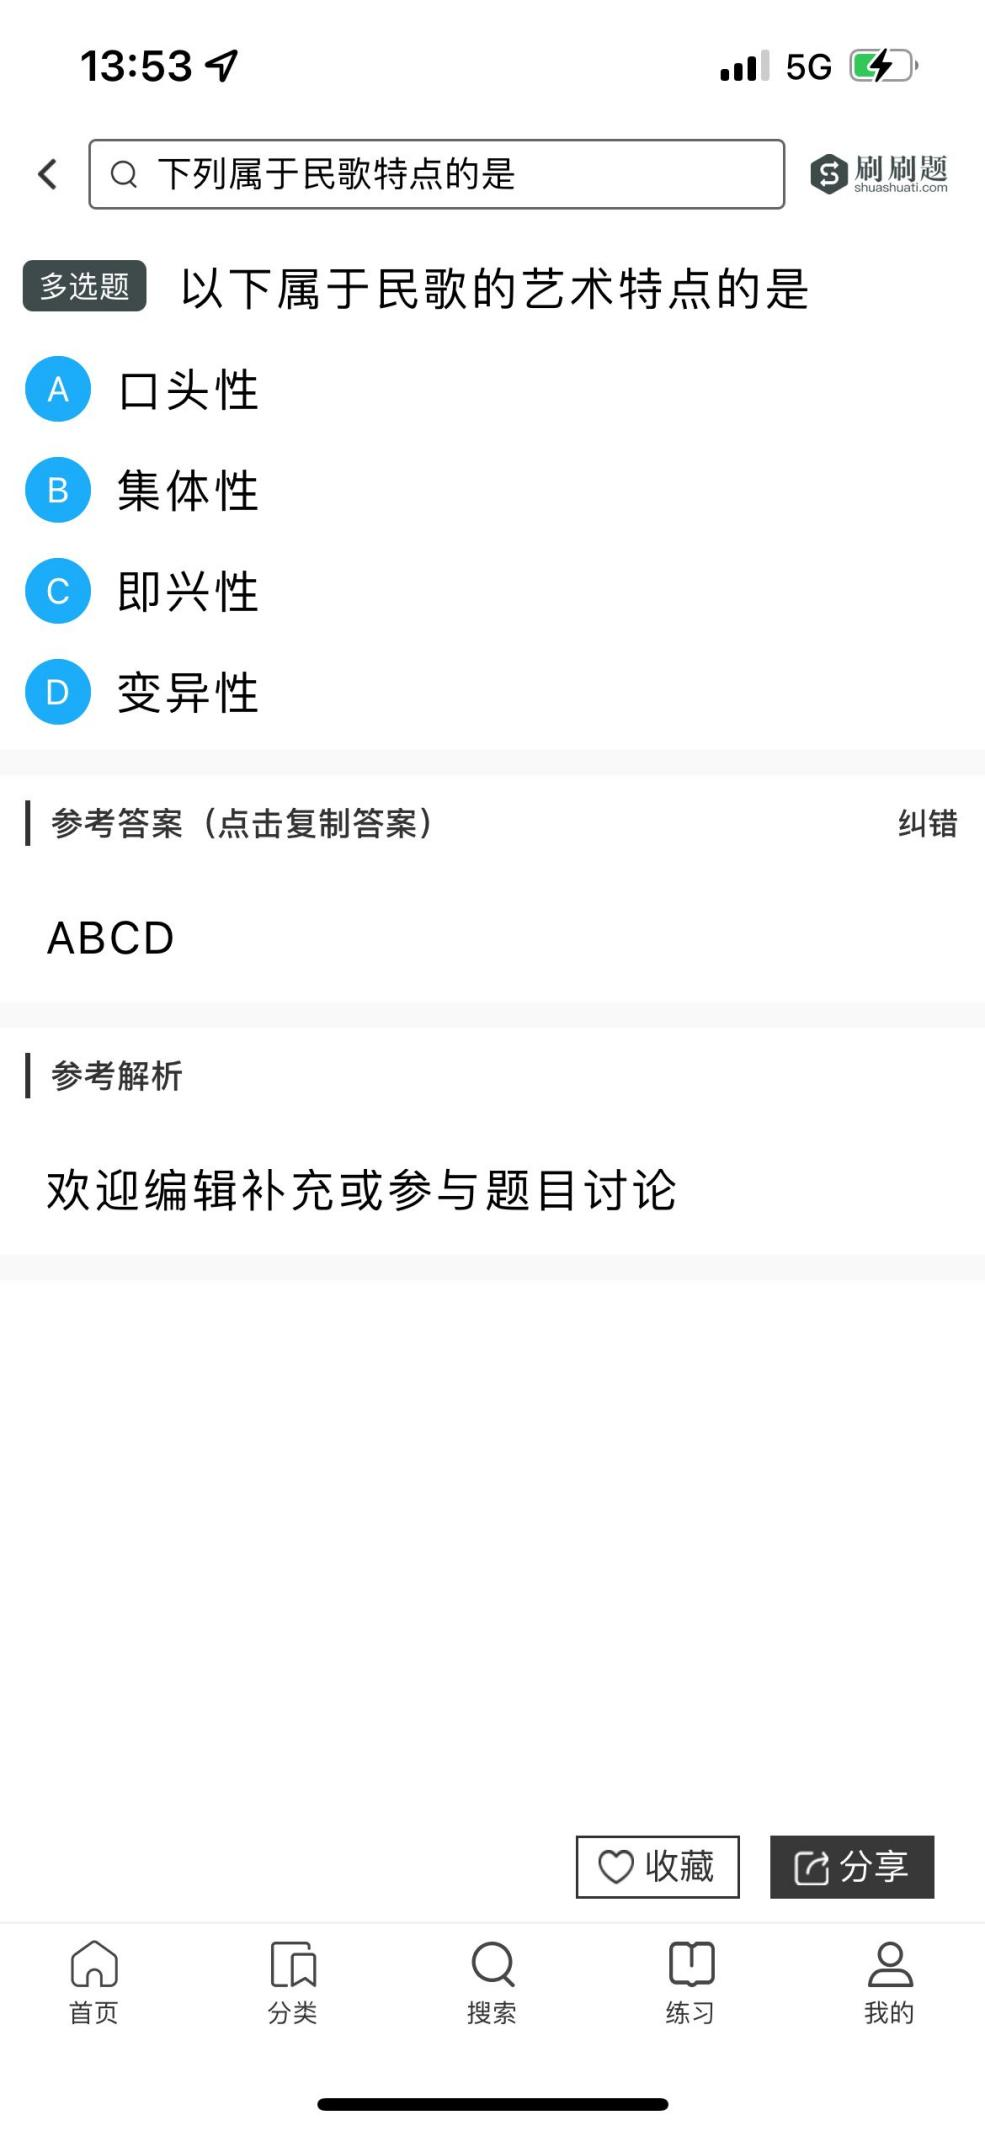 13:53
5G
下列属于民歌特点的是
刷刷题
shuashuati.com
多选题 以下属于民歌的艺术特点的是
A 口头性
B 集体性
C 即兴性
D 变异性
参考答案（点击复制答案） 纠错
ABCD
参考解析
欢迎编辑补充或参与题目讨论
收藏 分享
首页 分类 搜索 练习 我的